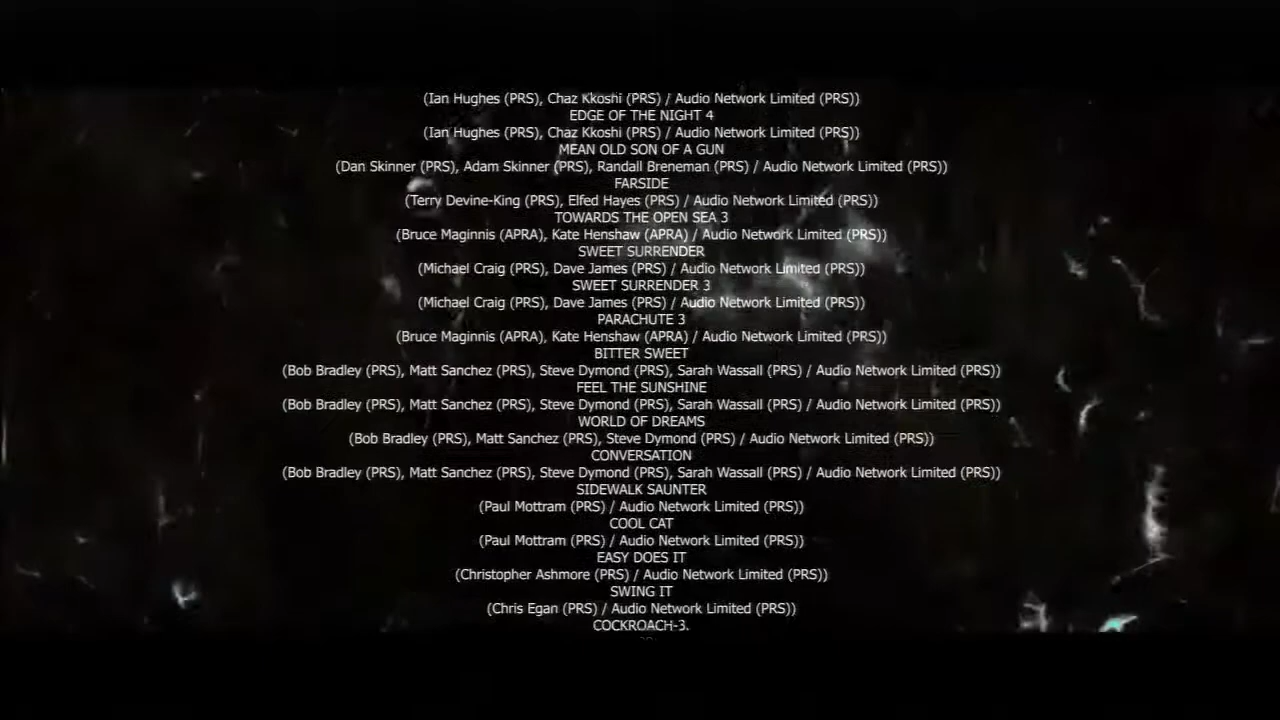 (Ian Hughes (PRS), Chaz Kkoshi (PRS) / Audio Network Limited (PRS))
EDGE OF THE NIGHT 4
(Ian Hughes (PRS), Chaz Kkoshi (PRS) / Audio Network Limited (PRS))
MEAN OLD SON OF A GUN
(Dan Skinner (PRS), Adam Skinner (PRS), Randall Breneman (PRS) / Audio Network Limited (PRS))
FARSIDE
(Terry Devine-King (PRS), Elfed Hayes (PRS) / Audio Network Limited (PRS))
TOWARDS THE OPEN SEA 3
(Bruce Maginnis (APRA), Kate Henshaw (APRA) / Audio Network Limited (PRS))
SWEET SURRENDER
(Michael Craig (PRS), Dave James (PRS) / Audio Network Limited (PRS))
SWEET SURRENDER 3
(Michael Craig (PRS), Dave James (PRS) / Audio Network Limited (PRS))
PARACHUTE 3
(Bruce Maginnis (APRA), Kate Henshaw (APRA) / Audio Network Limited (PRS))
BITTER SWEET
(Bob Bradley (PRS), Matt Sanchez (PRS), Steve Dymond (PRS), Sarah Wassall (PRS) / Audio Network Limited (PRS))
FEEL THE SUNSHINE
(Bob Bradley (PRS), Matt Sanchez (PRS), Steve Dymond (PRS), Sarah Wassall (PRS) / Audio Network Limited (PRS))
WORLD OF DREAMS
(Bob Bradley (PRS), Matt Sanchez (PRS), Steve Dymond (PRS) / Audio Network Limited (PRS))
CONVERSATION
(Bob Bradley (PRS), Matt Sanchez (PRS), Steve Dymond (PRS), Sarah Wassall (PRS) / Audio Network Limited (PRS))
SIDEWALK SAUNTER
(Paul Mottram (PRS) / Audio Network Limited (PRS))
COOL CAT
(Paul Mottram (PRS) / Audio Network Limited (PRS))
EASY DOES IT
(Christopher Ashmore (PRS) / Audio Network Limited (PRS))
SWING IT
(Chris Egan (PRS) / Audio Network Limited (PRS))
COCKROACH-3.